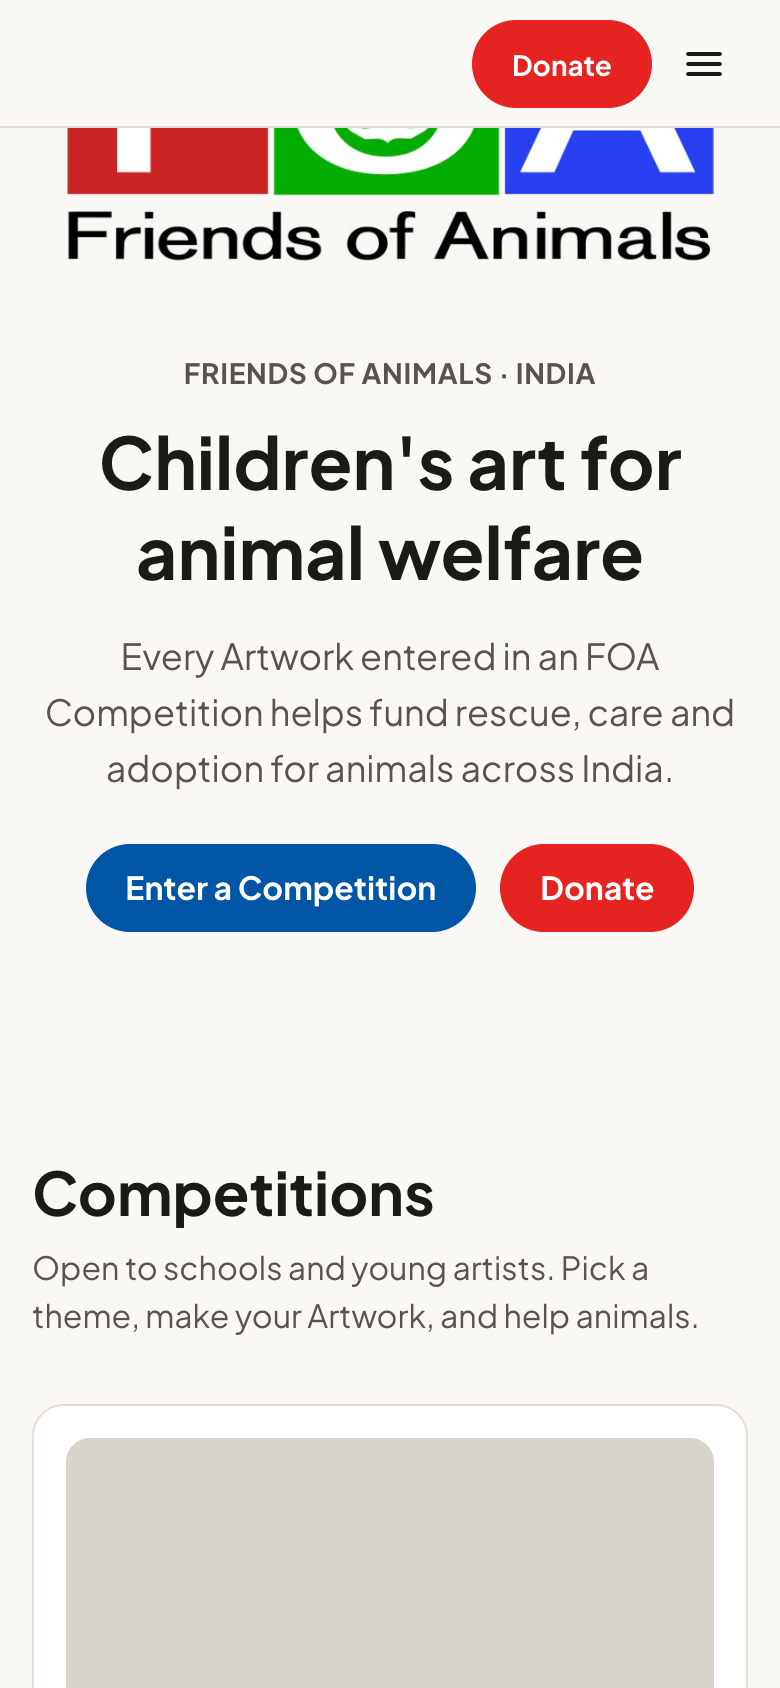 Donate
FOA
Friends of Animals
FRIENDS OF ANIMALS · INDIA
Children's art for
animal welfare
Every Artwork entered in an FOA
Competition helps fund rescue, care and
adoption for animals across India.
Enter a Competition
Donate
Competitions
Open to schools and young artists. Pick a
theme, make your Artwork, and help animals.